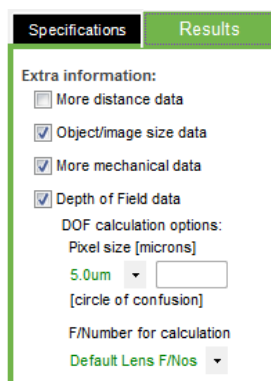 Specifications Results
Extra information:
More distance data
Object/image size data
More mechanical data
Depth of Field data
DOF calculation options:
Pixel size [microns]
5.0um
[circle of confusion]
F/Number for calculation
Default Lens F/Nos